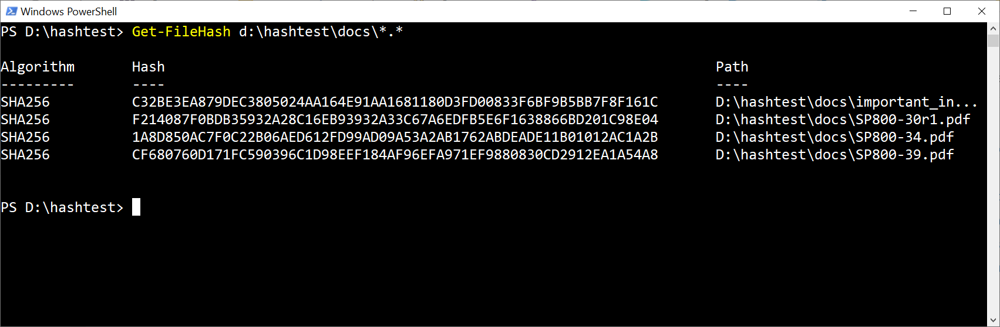 Windows PowerShell
PS D:\hashtest> Get-FileHash d:\hashtest\docs\*.*
Algorithm Hash Path
--------- ---- ----
SHA256 C32BE3EA879DEC3805024AA164E91AA1681180D3FD00833F6BF9B5BB7F8F161C D:\hashtest\docs\important_in...
SHA256 F214087F0BDB35932A28C16EB93932A33C67A6EDFB5E6F1638866BD201C98E04 D:\hashtest\docs\SP800-30r1.pdf
SHA256 1A8D850AC7F0C22B06AED612FD99AD09A53A2AB1762ABDEADE11B01012AC1A2B D:\hashtest\docs\SP800-34.pdf
SHA256 CF680760D171FC590396C1D98EEF184AF96EFA971EF9880830CD2912EA1A54A8 D:\hashtest\docs\SP800-39.pdf
PS D:\hashtest>